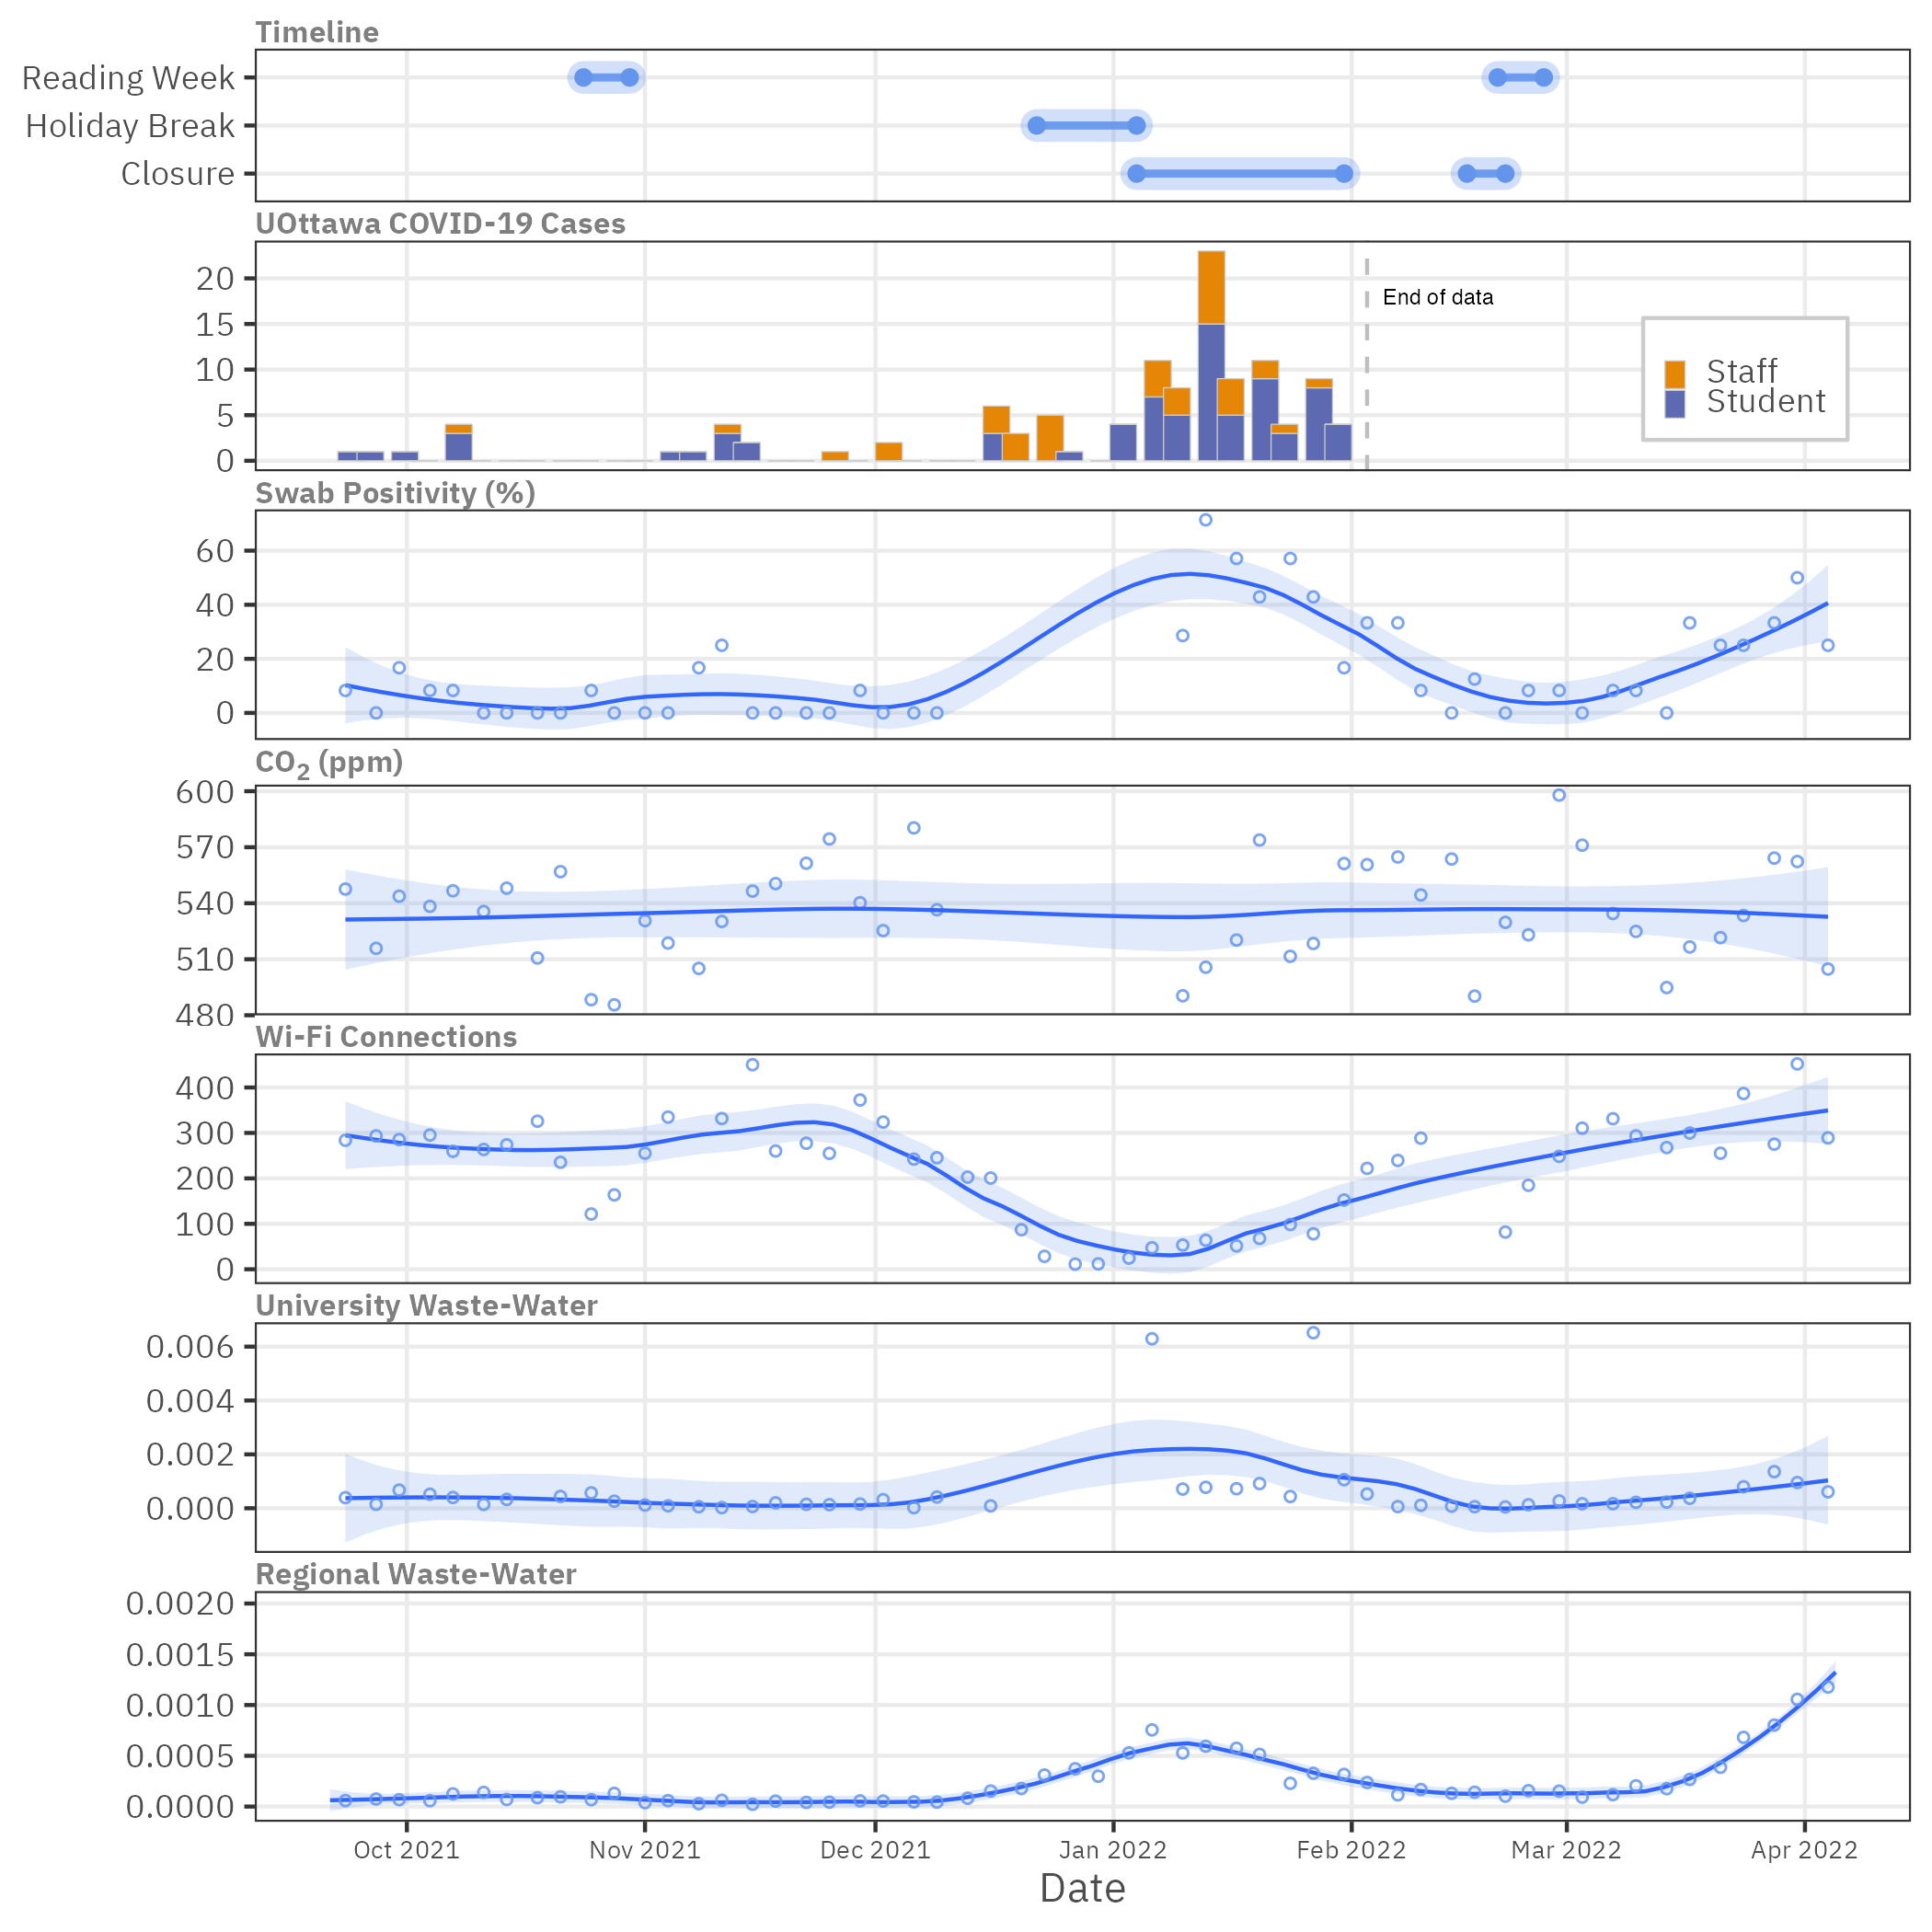 Timeline
Reading Week
Holiday Break
Closure
UOttawa COVID-19 Cases
20
15
10
5
0
End of data
Staff
Student
Swab Positivity (%)
60
40
20
0
CO₂ (ppm)
600
570
540
510
480
Wi-Fi Connections
400
300
200
100
0
University Waste-Water
0.006
0.004
0.002
0.000
Regional Waste-Water
0.0020
0.0015
0.0010
0.0005
0.0000
Oct 2021 Nov 2021 Dec 2021 Jan 2022 Feb 2022 Mar 2022 Apr 2022
Date